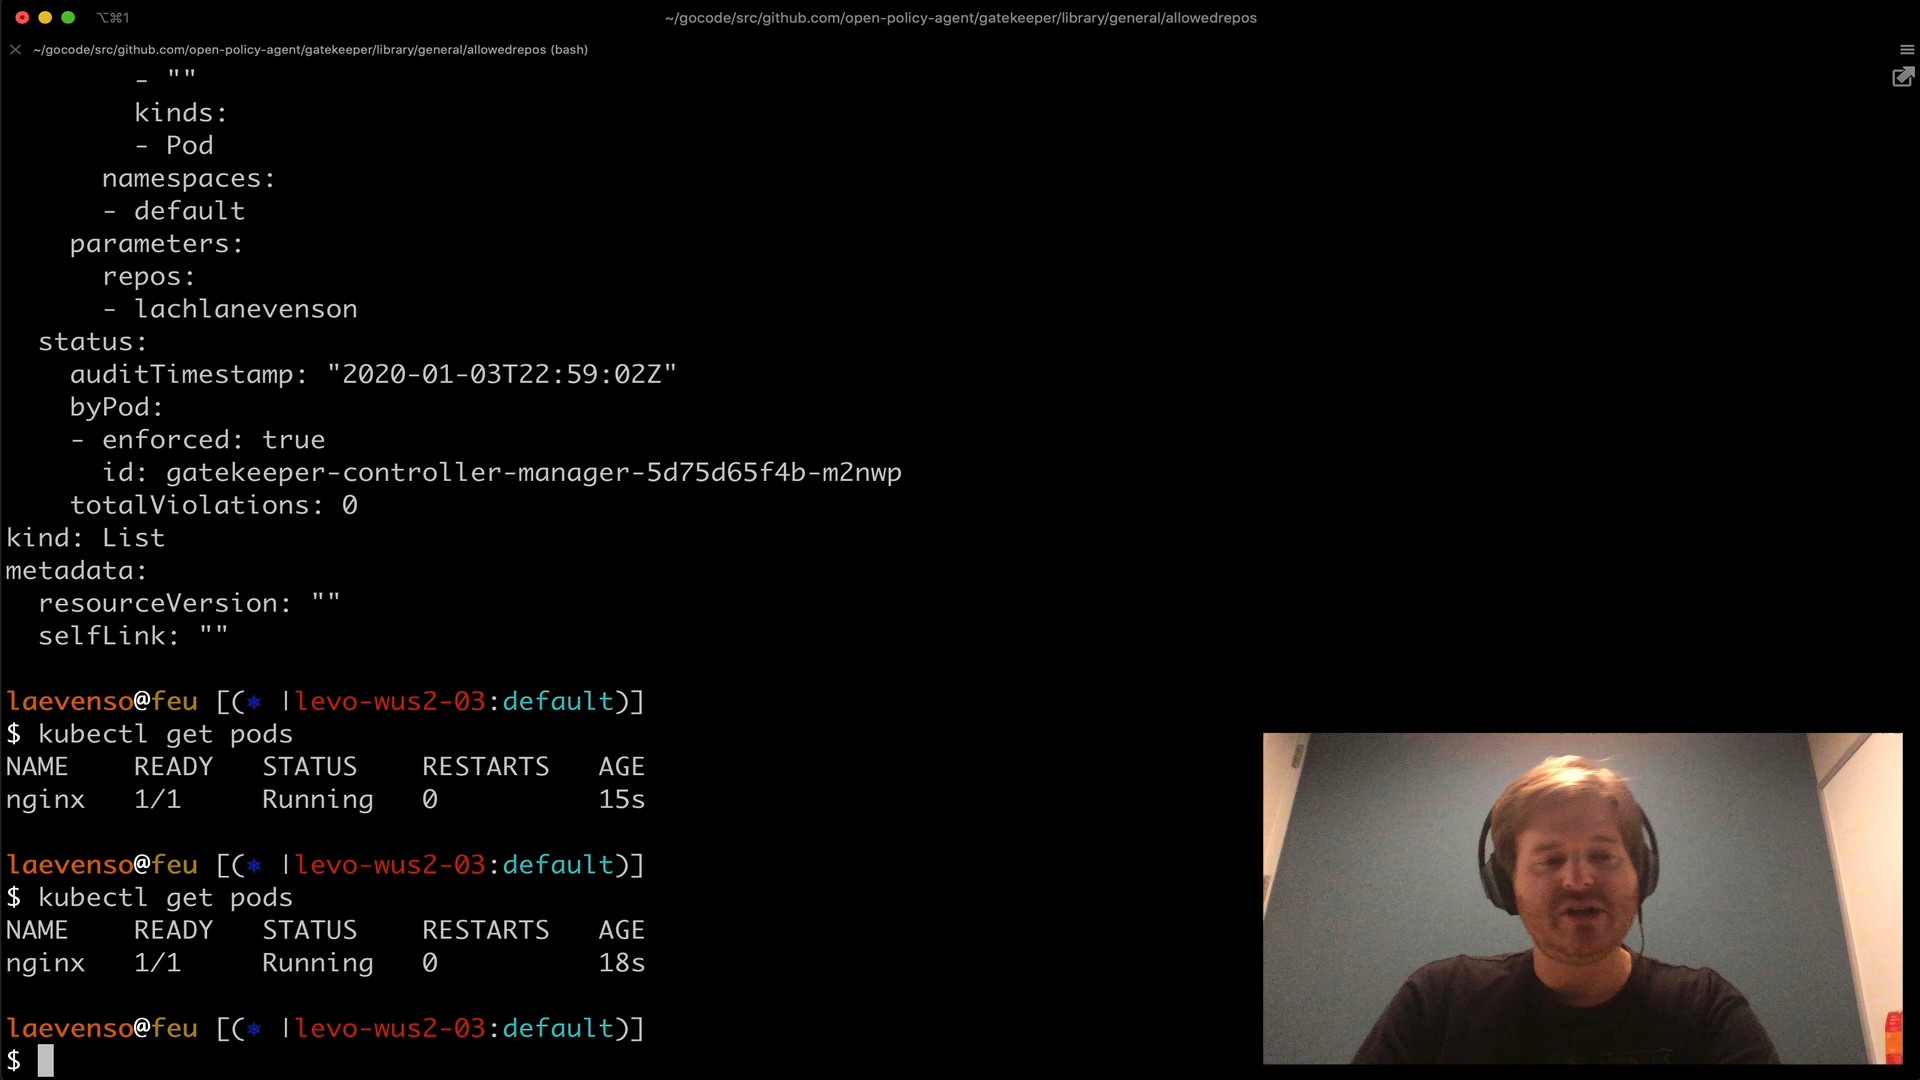 ⌥⌘1
~/gocode/src/github.com/open-policy-agent/gatekeeper/library/general/allowedrepos
~/gocode/src/github.com/open-policy-agent/gatekeeper/library/general/allowedrepos (bash)
- ""
kinds:
- Pod
namespaces:
- default
parameters:
repos:
- lachlanevenson
status:
auditTimestamp: "2020-01-03T22:59:02Z"
byPod:
- enforced: true
id: gatekeeper-controller-manager-5d75d65f4b-m2nwp
totalViolations: 0
kind: List
metadata:
resourceVersion: ""
selfLink: ""
laevenso@feu [(⎈ |levo-wus2-03:default)]
$ kubectl get pods
NAME READY STATUS RESTARTS AGE
nginx 1/1 Running 0 15s
laevenso@feu [(⎈ |levo-wus2-03:default)]
$ kubectl get pods
NAME READY STATUS RESTARTS AGE
nginx 1/1 Running 0 18s
laevenso@feu [(⎈ |levo-wus2-03:default)]
$